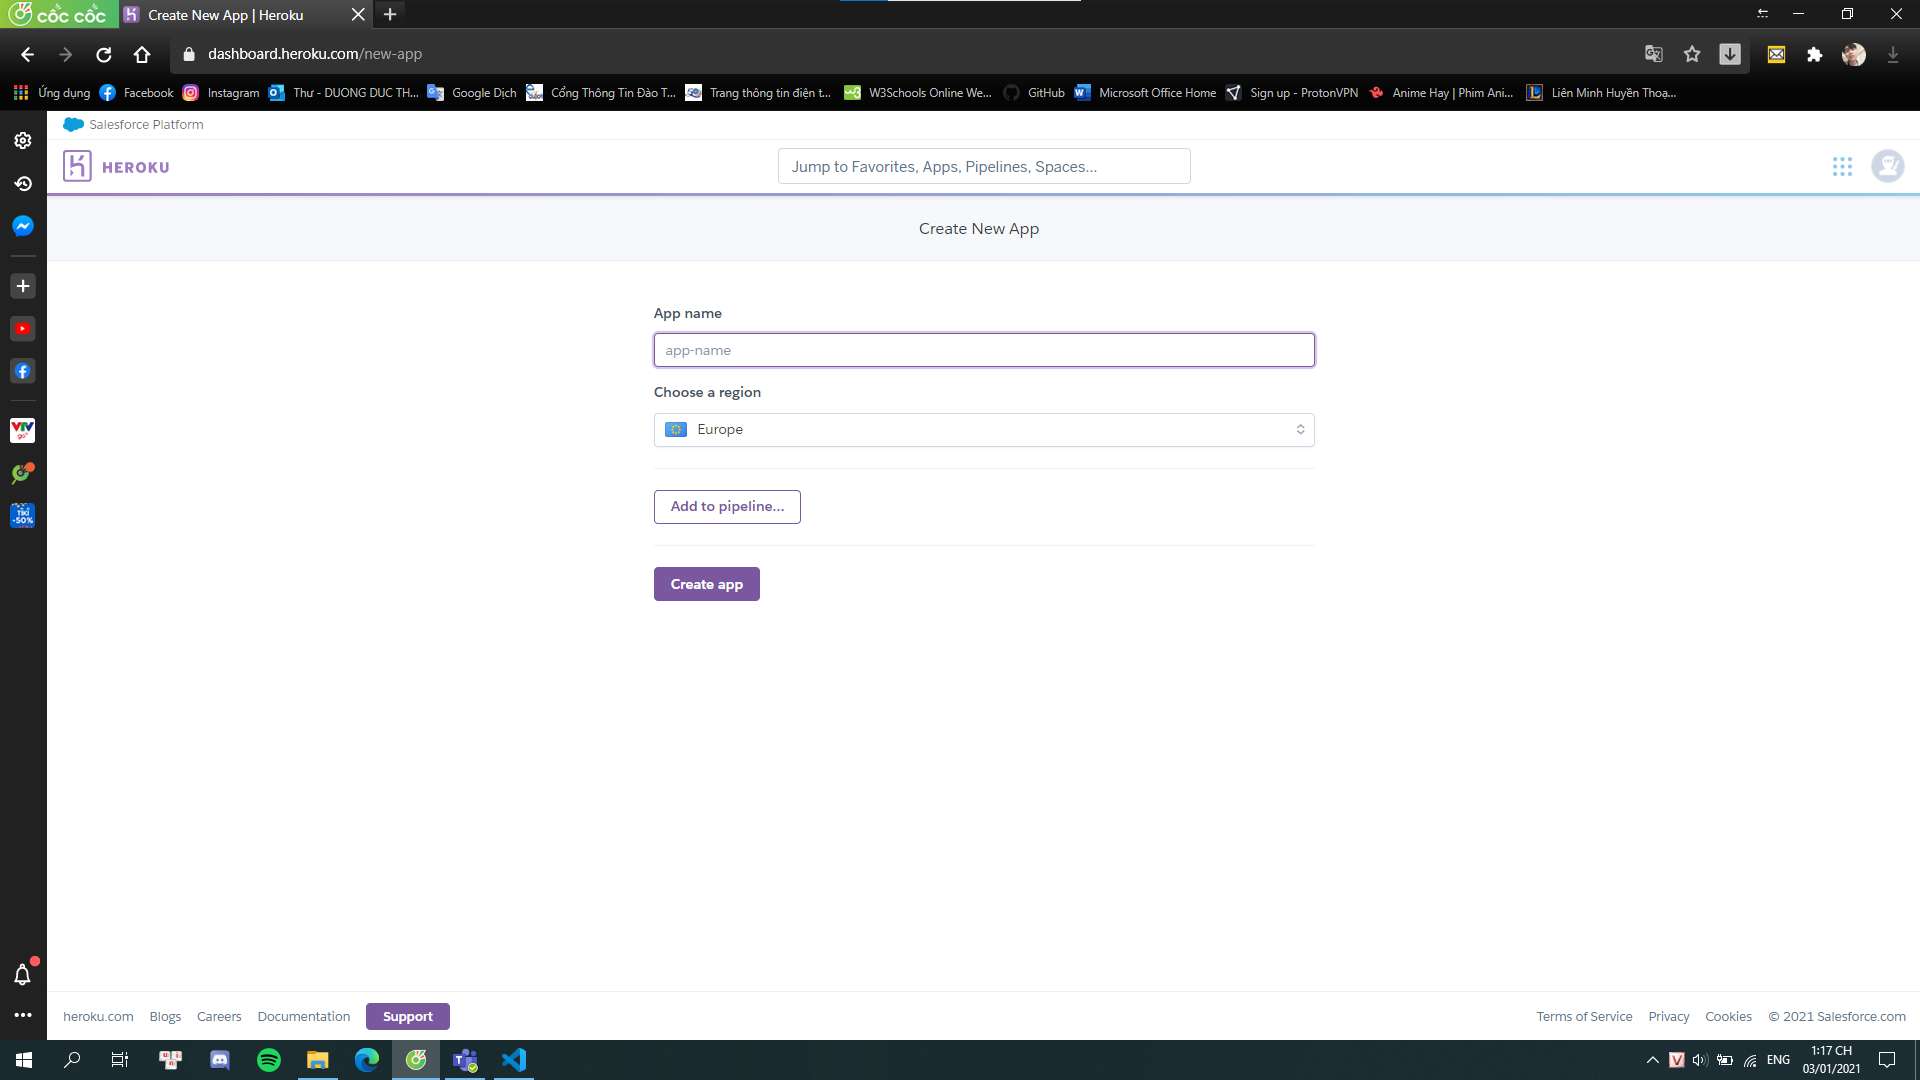 cốc cốc
Create New App | Heroku
dashboard.heroku.com/new-app
Ứng dụng
Facebook
Instagram
Thư - DUONG DUC TH...
Google Dịch
Cổng Thông Tin Đào T...
Trang thông tin điện t...
W3Schools Online We...
GitHub
Microsoft Office Home
Sign up - ProtonVPN
Anime Hay | Phim Ani...
Liên Minh Huyền Thoạ...
Salesforce Platform
HEROKU
Jump to Favorites, Apps, Pipelines, Spaces...
Create New App
App name
app-name
Choose a region
Europe
Add to pipeline...
Create app
VTV
go
TIKI
-50%
heroku.com
Blogs
Careers
Documentation
Support
Terms of Service
Privacy
Cookies
© 2021 Salesforce.com
ENG
1:17 CH
03/01/2021